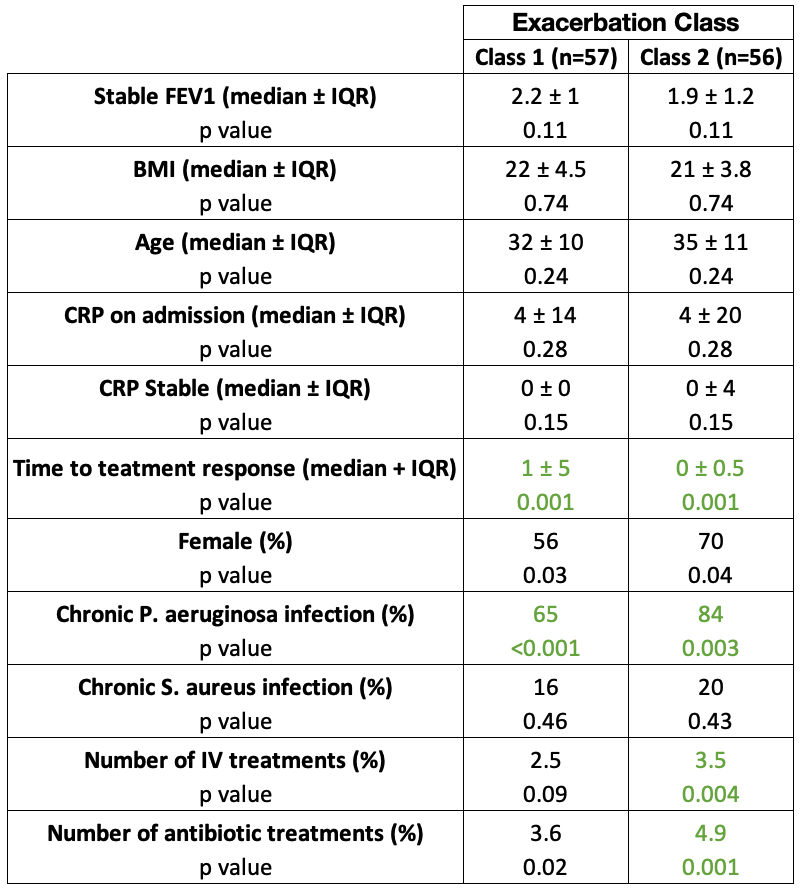 Exacerbation Class
Class 1 (n=57) Class 2 (n=56)
Stable FEV1 (median ± IQR) 2.2 ± 1 1.9 ± 1.2
p value 0.11 0.11
BMI (median ± IQR) 22 ± 4.5 21 ± 3.8
p value 0.74 0.74
Age (median ± IQR) 32 ± 10 35 ± 11
p value 0.24 0.24
CRP on admission (median ± IQR) 4 ± 14 4 ± 20
p value 0.28 0.28
CRP Stable (median ± IQR) 0 ± 0 0 ± 4
p value 0.15 0.15
Time to teatment response (median + IQR) 1 ± 5 0 ± 0.5
p value 0.001 0.001
Female (%) 56 70
p value 0.03 0.04
Chronic P. aeruginosa infection (%) 65 84
p value <0.001 0.003
Chronic S. aureus infection (%) 16 20
p value 0.46 0.43
Number of IV treatments (%) 2.5 3.5
p value 0.09 0.004
Number of antibiotic treatments (%) 3.6 4.9
p value 0.02 0.001